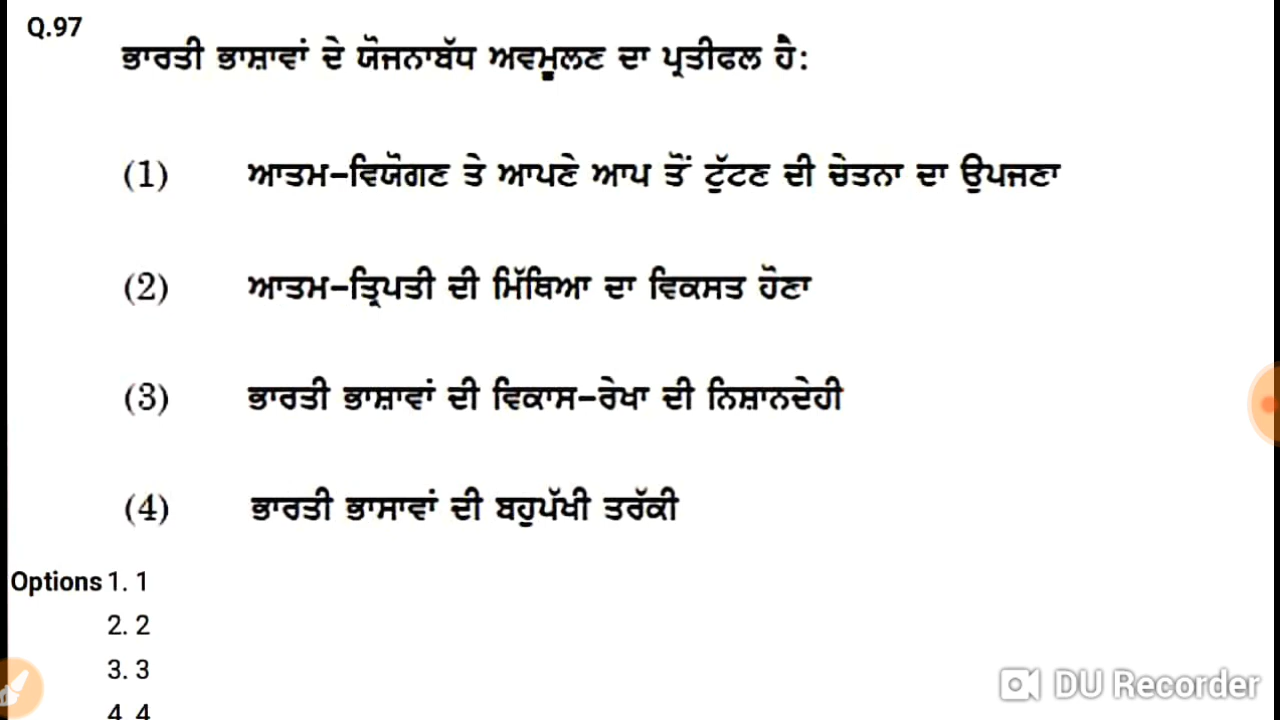 Q.97
ਭਾਰਤੀ ਭਾਸ਼ਾਵਾਂ ਦੇ ਯੋਜਨਾਬੱਧ ਅਵਮੂਲਣ ਦਾ ਪ੍ਰਤੀਫਲ ਹੈ:
(1) ਆਤਮ-ਵਿਯੋਗਣ ਤੇ ਆਪਣੇ ਆਪ ਤੋਂ ਟੁੱਟਣ ਦੀ ਚੇਤਨਾ ਦਾ ਉਪਜਣਾ
(2) ਆਤਮ-ਤ੍ਰਿਪਤੀ ਦੀ ਮਿੱਥਿਆ ਦਾ ਵਿਕਸਤ ਹੋਣਾ
(3) ਭਾਰਤੀ ਭਾਸ਼ਾਵਾਂ ਦੀ ਵਿਕਾਸ-ਰੇਖਾ ਦੀ ਨਿਸ਼ਾਨਦੇਹੀ
(4) ਭਾਰਤੀ ਭਾਸਾਵਾਂ ਦੀ ਬਹੁਪੱਖੀ ਤਰੱਕੀ
Options 1. 1
2. 2
3. 3
4. 4
DU Recorder